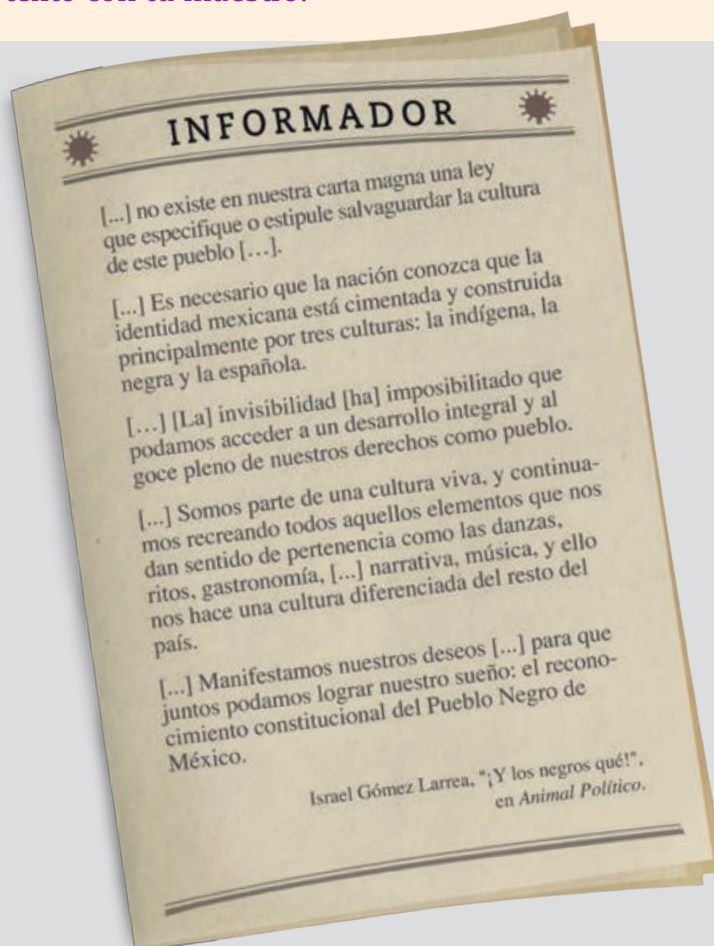 tento con tu maestro.
INFORMADOR
[...] no existe en nuestra carta magna una ley
que especifique o estipule salvaguardar la cultura
de este pueblo [...].
[...] Es necesario que la nación conozca que la
identidad mexicana está cimentada y construida
principalmente por tres culturas: la indígena, la
negra y la española.
[...] [La] invisibilidad [ha] imposibilitado que
podamos acceder a un desarrollo integral y al
goce pleno de nuestros derechos como pueblo.
[...] Somos parte de una cultura viva, y continua-
mos recreando todos aquellos elementos que nos
dan sentido de pertenencia como las danzas,
ritos, gastronomía, [...] narrativa, música, y ello
nos hace una cultura diferenciada del resto del
país.
[...] Manifestamos nuestros deseos [...] para que
juntos podamos lograr nuestro sueño: el recono-
cimiento constitucional del Pueblo Negro de
México.
Israel Gómez Larrea, "¡Y los negros qué!",
en Animal Político.